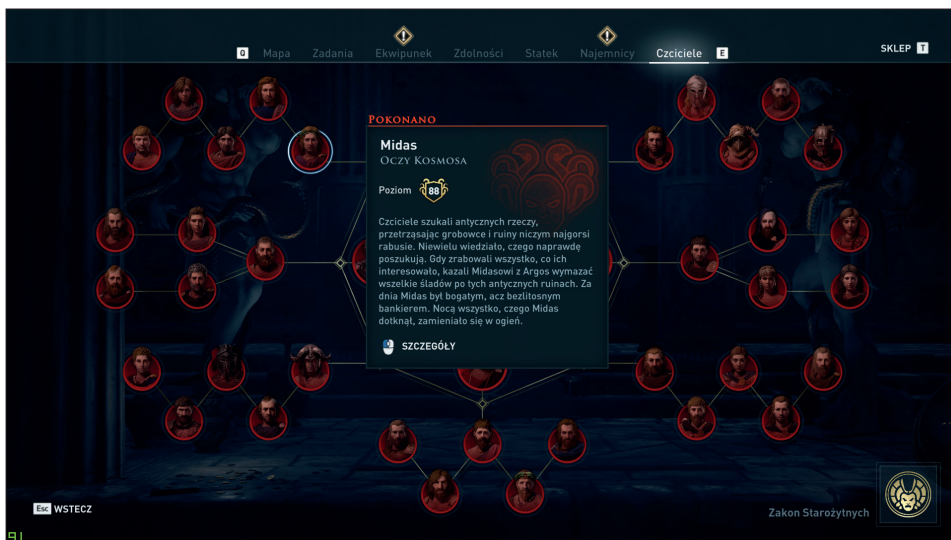 Q Mapa Zadania Ekwipunek Zdolności Statek Najemnicy Czciciele E
SKLEP T
POKONANO
Midas
OCZY KOSMOSA
Poziom 88
Czciciele szukali antycznych rzeczy,
przetrząsając grobowce i ruiny niczym najgorsi
rabusie. Niewielu wiedziało, czego naprawdę
poszukują. Gdy zrabowali wszystko, co ich
interesowało, kazali Midasowi z Argos wymazać
wszelkie śladów po tych antycznych ruinach. Za
dnia Midas był bogatym, acz bezlitosnym
bankierem. Nocą wszystko, czego Midas
dotknął, zamieniało się w ogień.
SZCZEGÓŁY
Esc WSTECZ
Zakon Starożytnych
91